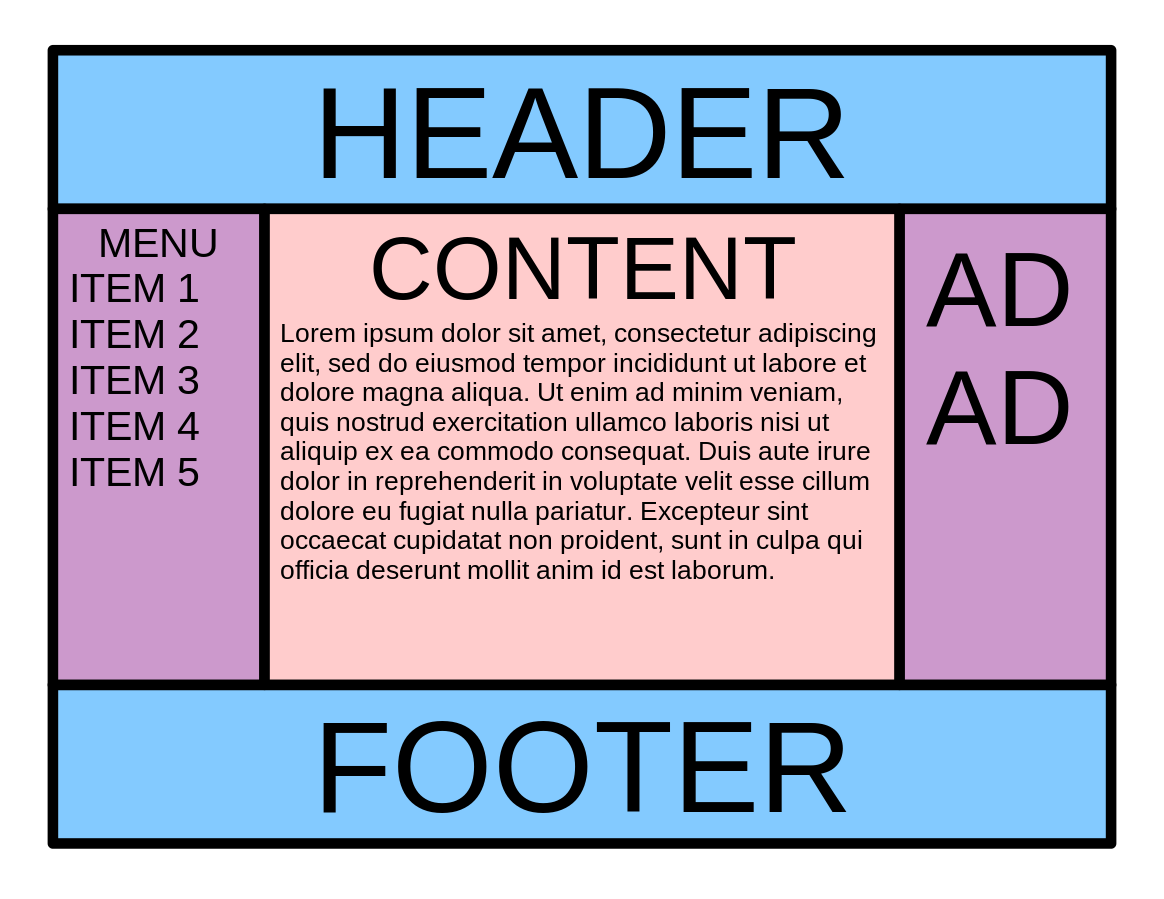 HEADER
MENU
ITEM 1
ITEM 2
ITEM 3
ITEM 4
ITEM 5
CONTENT
Lorem ipsum dolor sit amet, consectetur adipiscing
elit, sed do eiusmod tempor incididunt ut labore et
dolore magna aliqua. Ut enim ad minim veniam,
quis nostrud exercitation ullamco laboris nisi ut
aliquip ex ea commodo consequat. Duis aute irure
dolor in reprehenderit in voluptate velit esse cillum
dolore eu fugiat nulla pariatur. Excepteur sint
occaecat cupidatat non proident, sunt in culpa qui
officia deserunt mollit anim id est laborum.
AD
AD
FOOTER